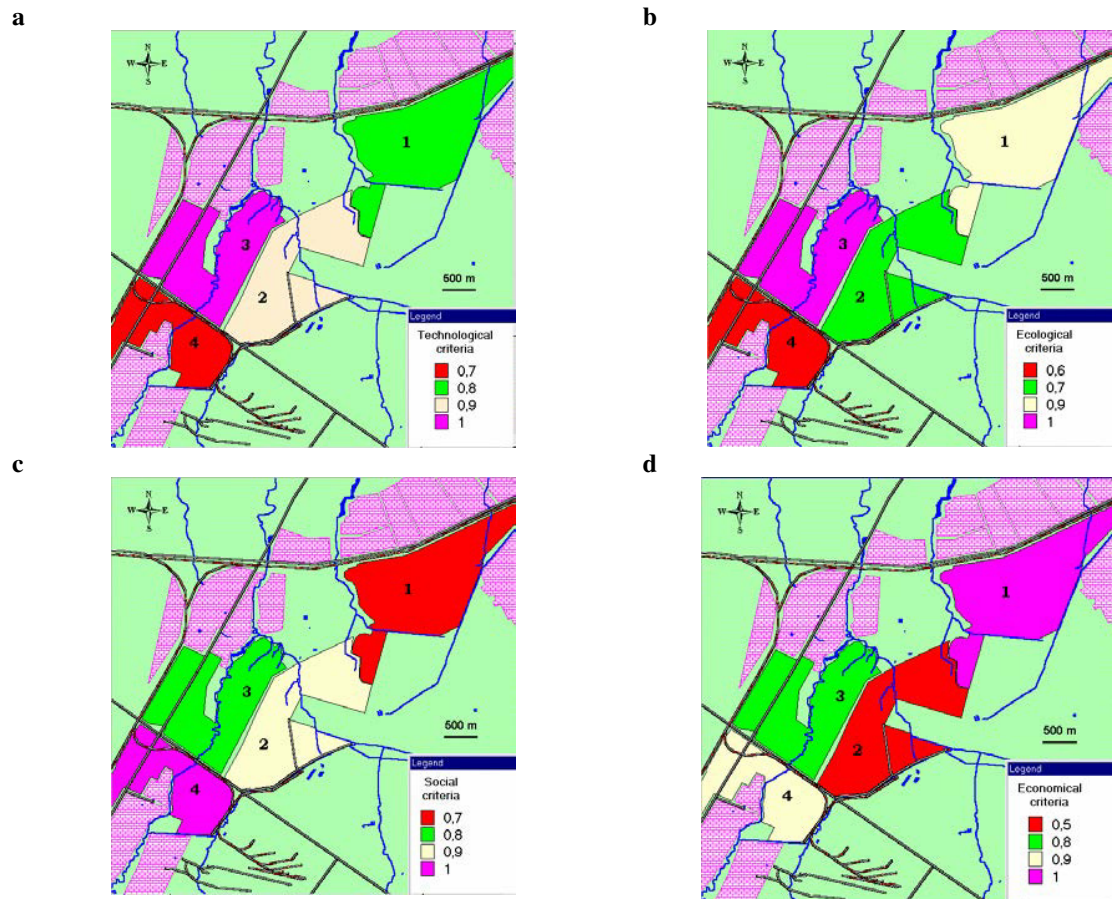 a
N
W E
S
1
3
2
4
500 m
Legend
Technological
criteria
0,7
0,8
0,9
1
b
N
W E
S
1
3
2
4
500 m
Legend
Ecological
criteria
0,6
0,7
0,9
1
c
N
W E
S
1
3
2
4
500 m
Legend
Social
criteria
0,7
0,8
0,9
1
d
N
W E
S
1
3
2
4
500 m
Legend
Economical
criteria
0,5
0,8
0,9
1